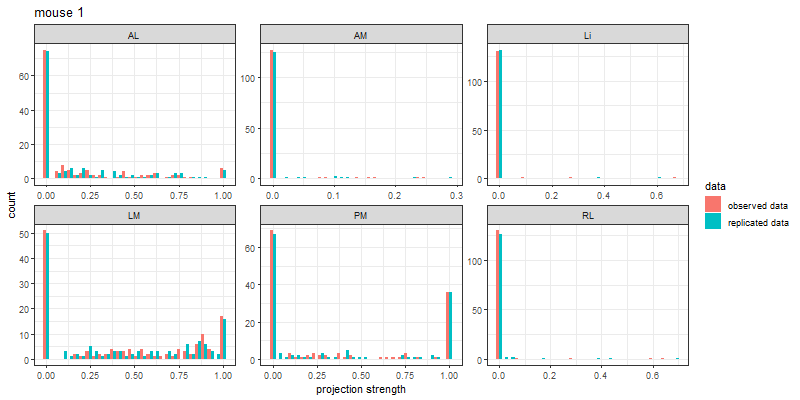 mouse 1
AL
AM
Li
60
40
20
0
100
50
0
100
50
0
0.00 0.25 0.50 0.75 1.00
0.0 0.1 0.2 0.3
0.0 0.2 0.4 0.6
LM
PM
RL
50
40
30
20
10
0
60
40
20
0
100
50
0
0.00 0.25 0.50 0.75 1.00
0.00 0.25 0.50 0.75 1.00
0.0 0.2 0.4 0.6
count
projection strength
data
observed data
replicated data